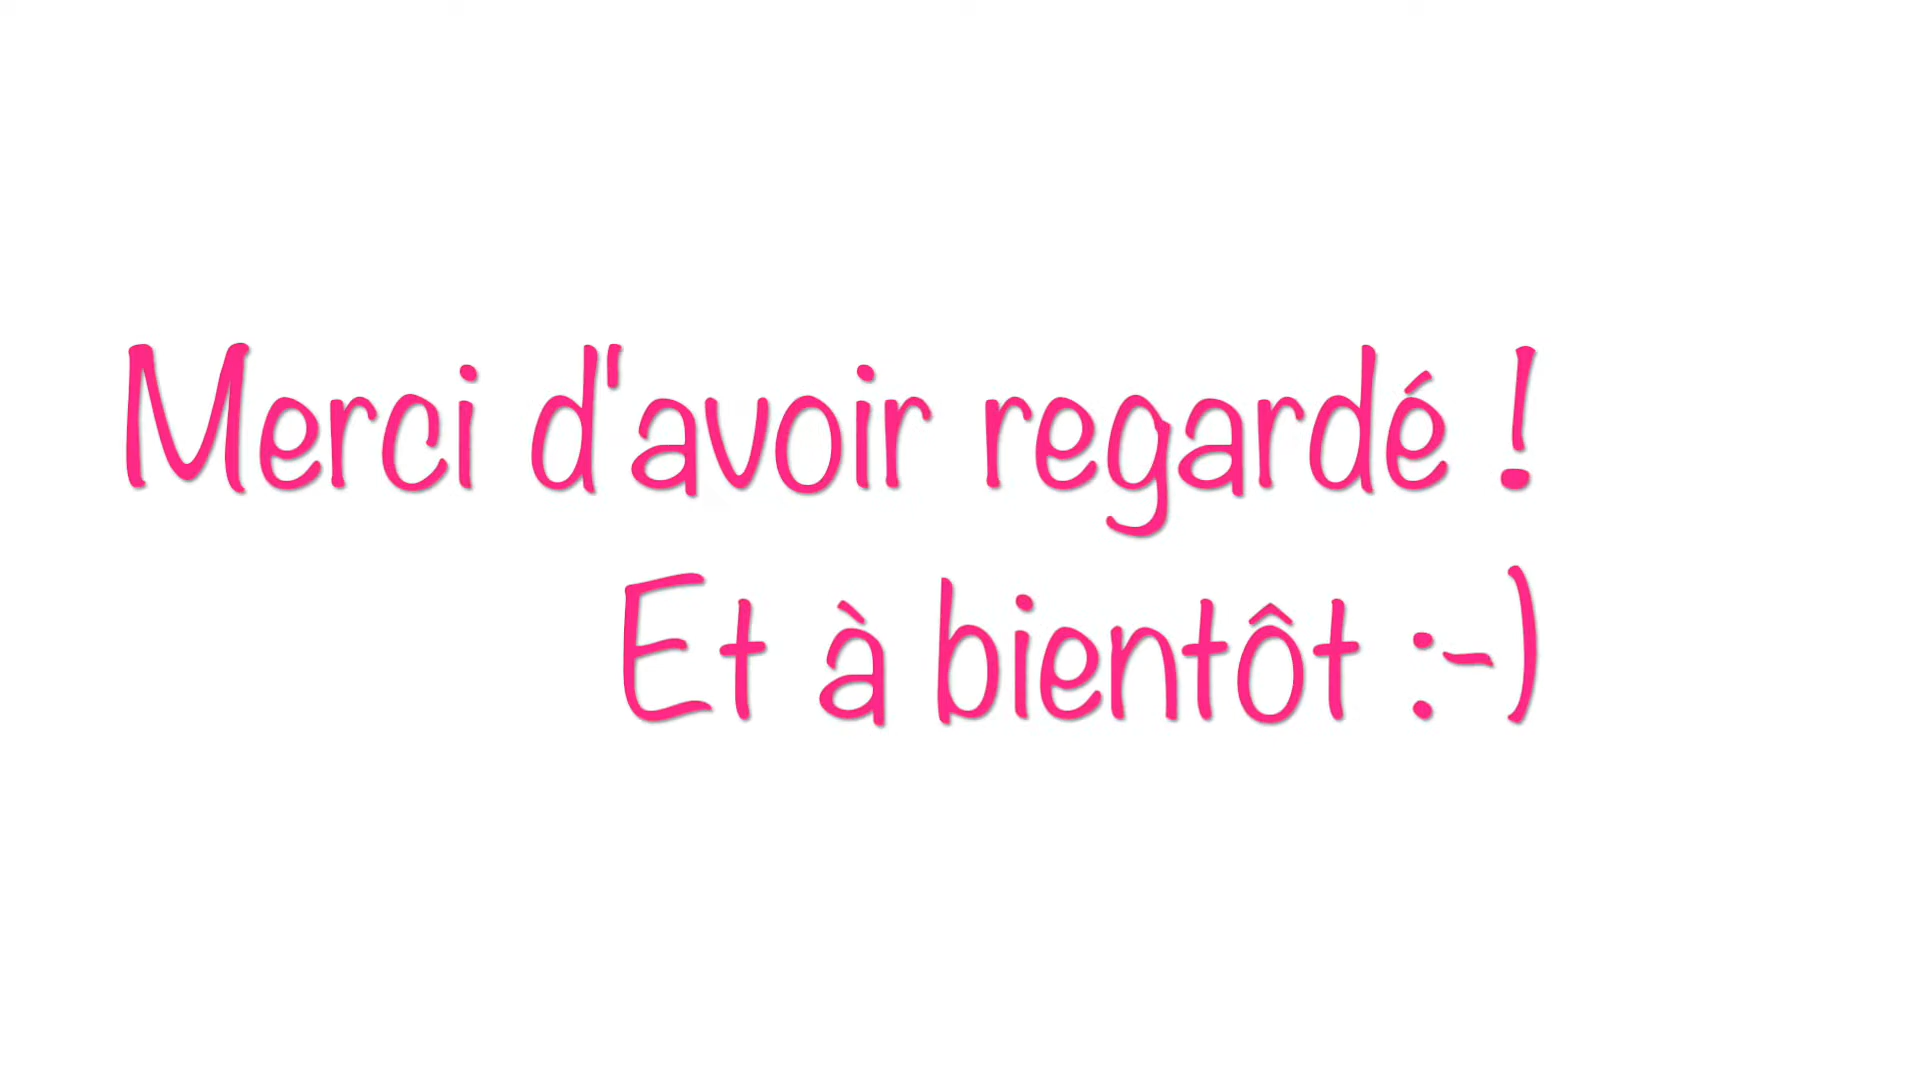 Merci d'avoir regardé !
Et à bientôt :-)